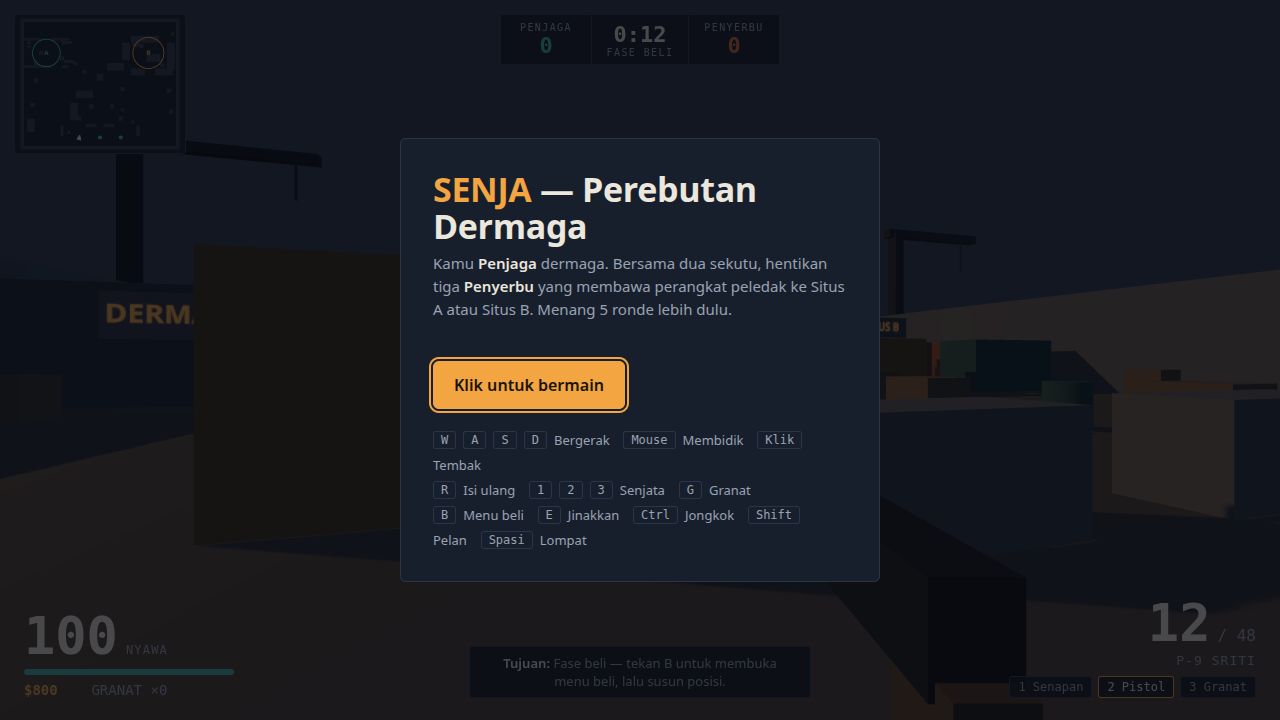 PENJAGA
0
0:12
FASE BELI
PENYERBU
0
A
B
DERMA
US B
SENJA — Perebutan
Dermaga
Kamu Penjaga dermaga. Bersama dua sekutu, hentikan
tiga Penyerbu yang membawa perangkat peledak ke Situs
A atau Situs B. Menang 5 ronde lebih dulu.
Klik untuk bermain
W A S D Bergerak Mouse Membidik Klik
Tembak
R Isi ulang 1 2 3 Senjata G Granat
B Menu beli E Jinakkan Ctrl Jongkok Shift
Pelan Spasi Lompat
100 NYAWA
$800 GRANAT ×0
Tujuan: Fase beli — tekan B untuk membuka
menu beli, lalu susun posisi.
12 / 48
P-9 SRITI
1 Senapan 2 Pistol 3 Granat